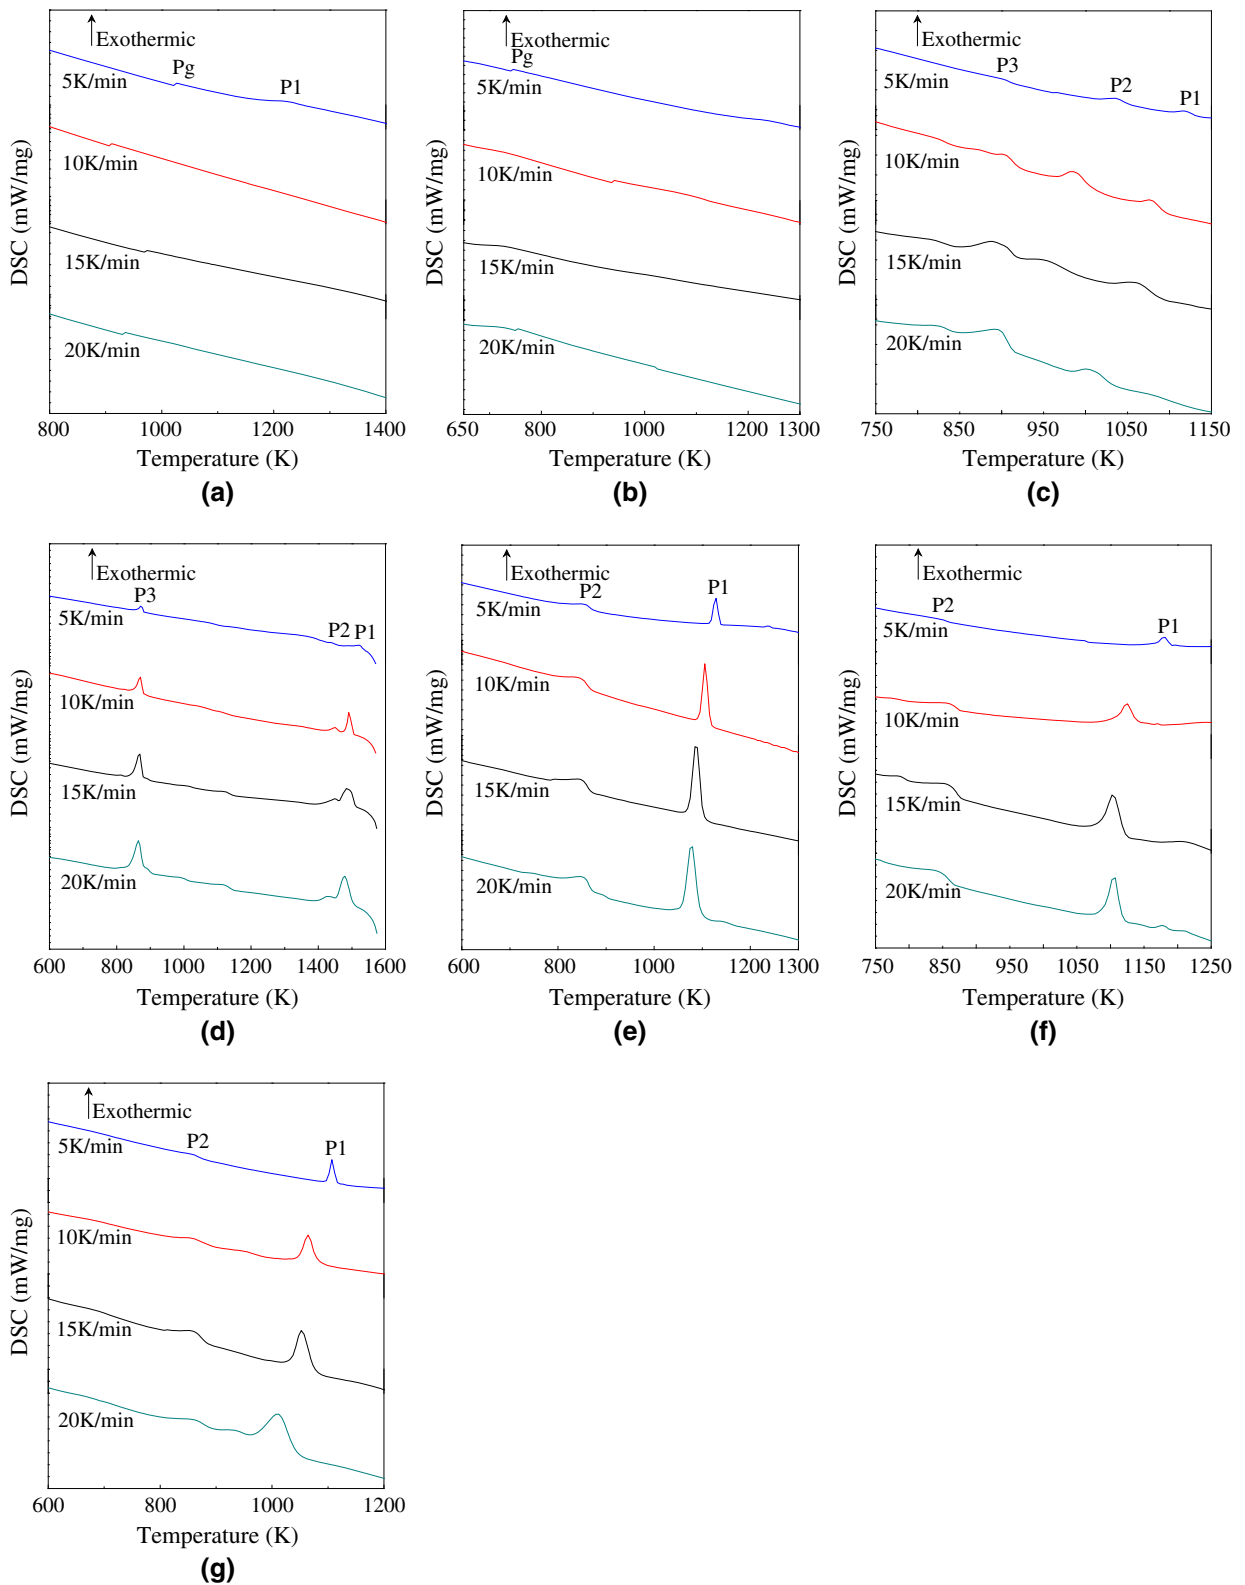 Exothermic
Pg
P1
5K/min
10K/min
15K/min
20K/min
DSC (mW/mg)
800 1000 1200 1400
Temperature (K)
(a)
Exothermic
Pg
5K/min
10K/min
15K/min
20K/min
DSC (mW/mg)
650 800 1000 1200 1300
Temperature (K)
(b)
Exothermic
P3
P2
P1
5K/min
10K/min
15K/min
20K/min
DSC (mW/mg)
750 850 950 1050 1150
Temperature (K)
(c)
Exothermic
P3
5K/min
P2 P1
10K/min
15K/min
20K/min
DSC (mW/mg)
600 800 1000 1200 1400 1600
Temperature (K)
(d)
Exothermic
P2
P1
5K/min
10K/min
15K/min
20K/min
DSC (mW/mg)
600 800 1000 1300
Temperature (K)
(e)
Exothermic
P2
P1
5K/min
10K/min
15K/min
20K/min
DSC (mW/mg)
750 850 950 1050 1150 1250
Temperature (K)
(f)
Exothermic
5K/min
P2
P1
10K/min
15K/min
20K/min
DSC (mW/mg)
600 800 1000 1200
Temperature (K)
(g)